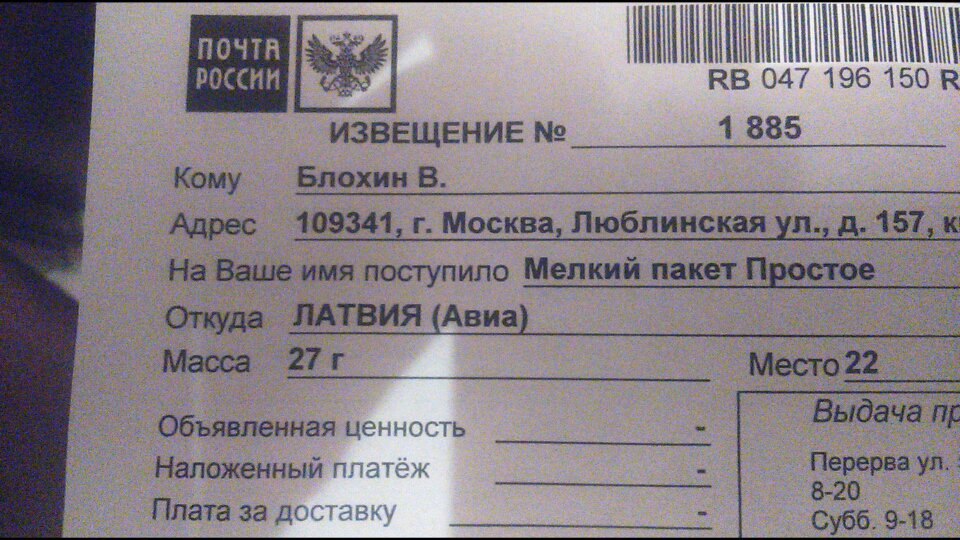 ПОЧТА
РОССИИ
RB 047 196 150 R
ИЗВЕЩЕНИЕ № 1 885
Кому Блохин В.
Адрес 109341, г. Москва, Люблинская ул., д. 157,
На Ваше имя поступило Мелкий пакет Простое
Откуда ЛАТВИЯ (Авиа)
Масса 27 г Место 22
Объявленная ценность -
Наложенный платёж -
Плата за доставку -
Выдача
Перерва ул.
8-20
Субб. 9-18